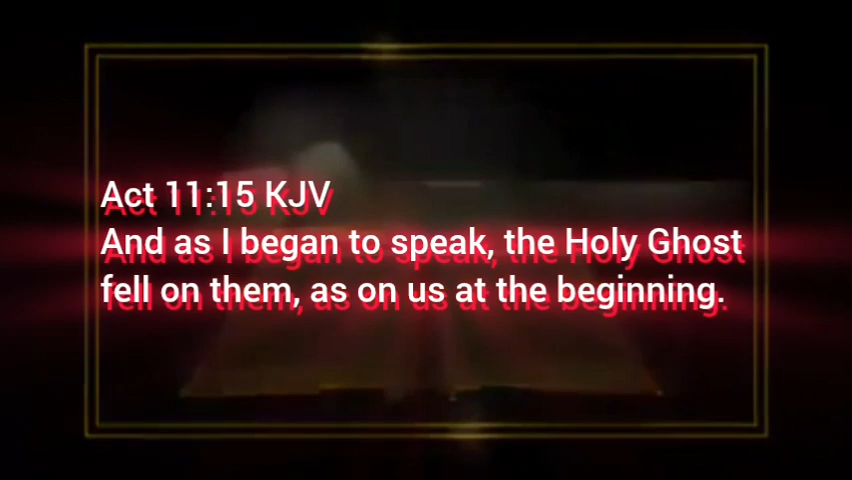 Act 11:15 KJV
And as I began to speak, the Holy Ghost
fell on them, as on us at the beginning.